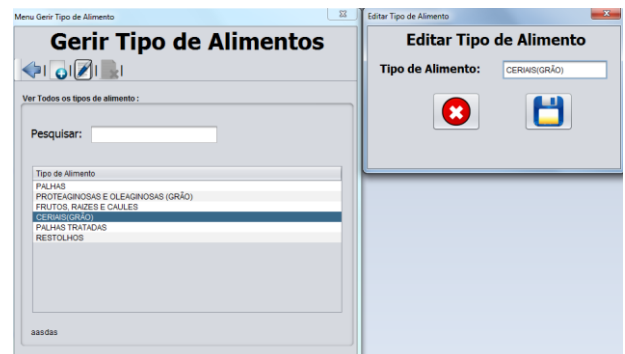 Menu Gerir Tipo de Alimento
Gerir Tipo de Alimentos
Ver Todos os tipos de alimento :
Pesquisar:
Tipo de Alimento
PALHAS
PROTEAGINOSAS E OLEAGINOSAS (GRÃO)
FRUTOS, RAIZES E CAULES
CERIAIS(GRÃO)
PALHAS TRATADAS
RESTOLHOS
aasdas
Editar Tipo de Alimento
Editar Tipo de Alimento
Tipo de Alimento:
CERIAIS(GRÃO)